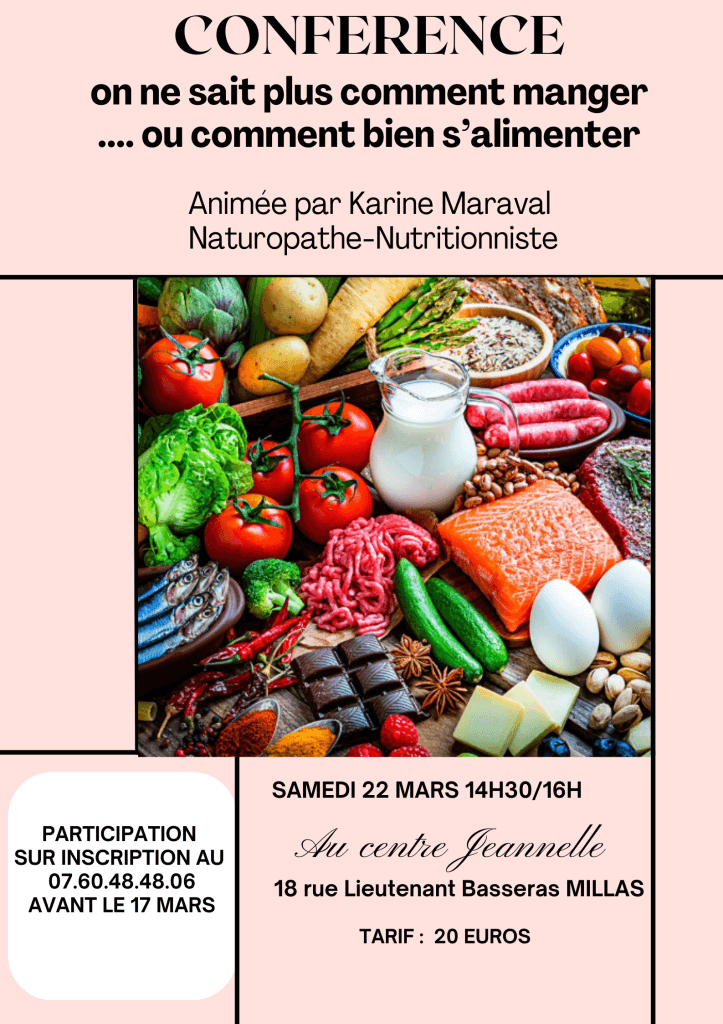 CONFERENCE
on ne sait plus comment manger
.... ou comment bien s’alimenter
Animée par Karine Maraval
Naturopathe-Nutritionniste
SAMEDI 22 MARS 14H30/16H
Au centre Jeannelle
18 rue Lieutenant Basseras MILLAS
TARIF : 20 EUROS
PARTICIPATION
SUR INSCRIPTION AU
07.60.48.48.06
AVANT LE 17 MARS